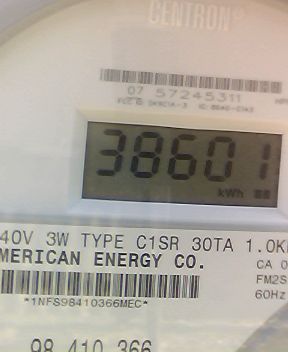 CENTRON®
07 57245311
38601
kWh
40V 3W TYPE C1SR 30TA 1.0K
MERICAN ENERGY CO.
CA 0
FM2S
60Hz
*1NFS98410366MEC*
98 410 366